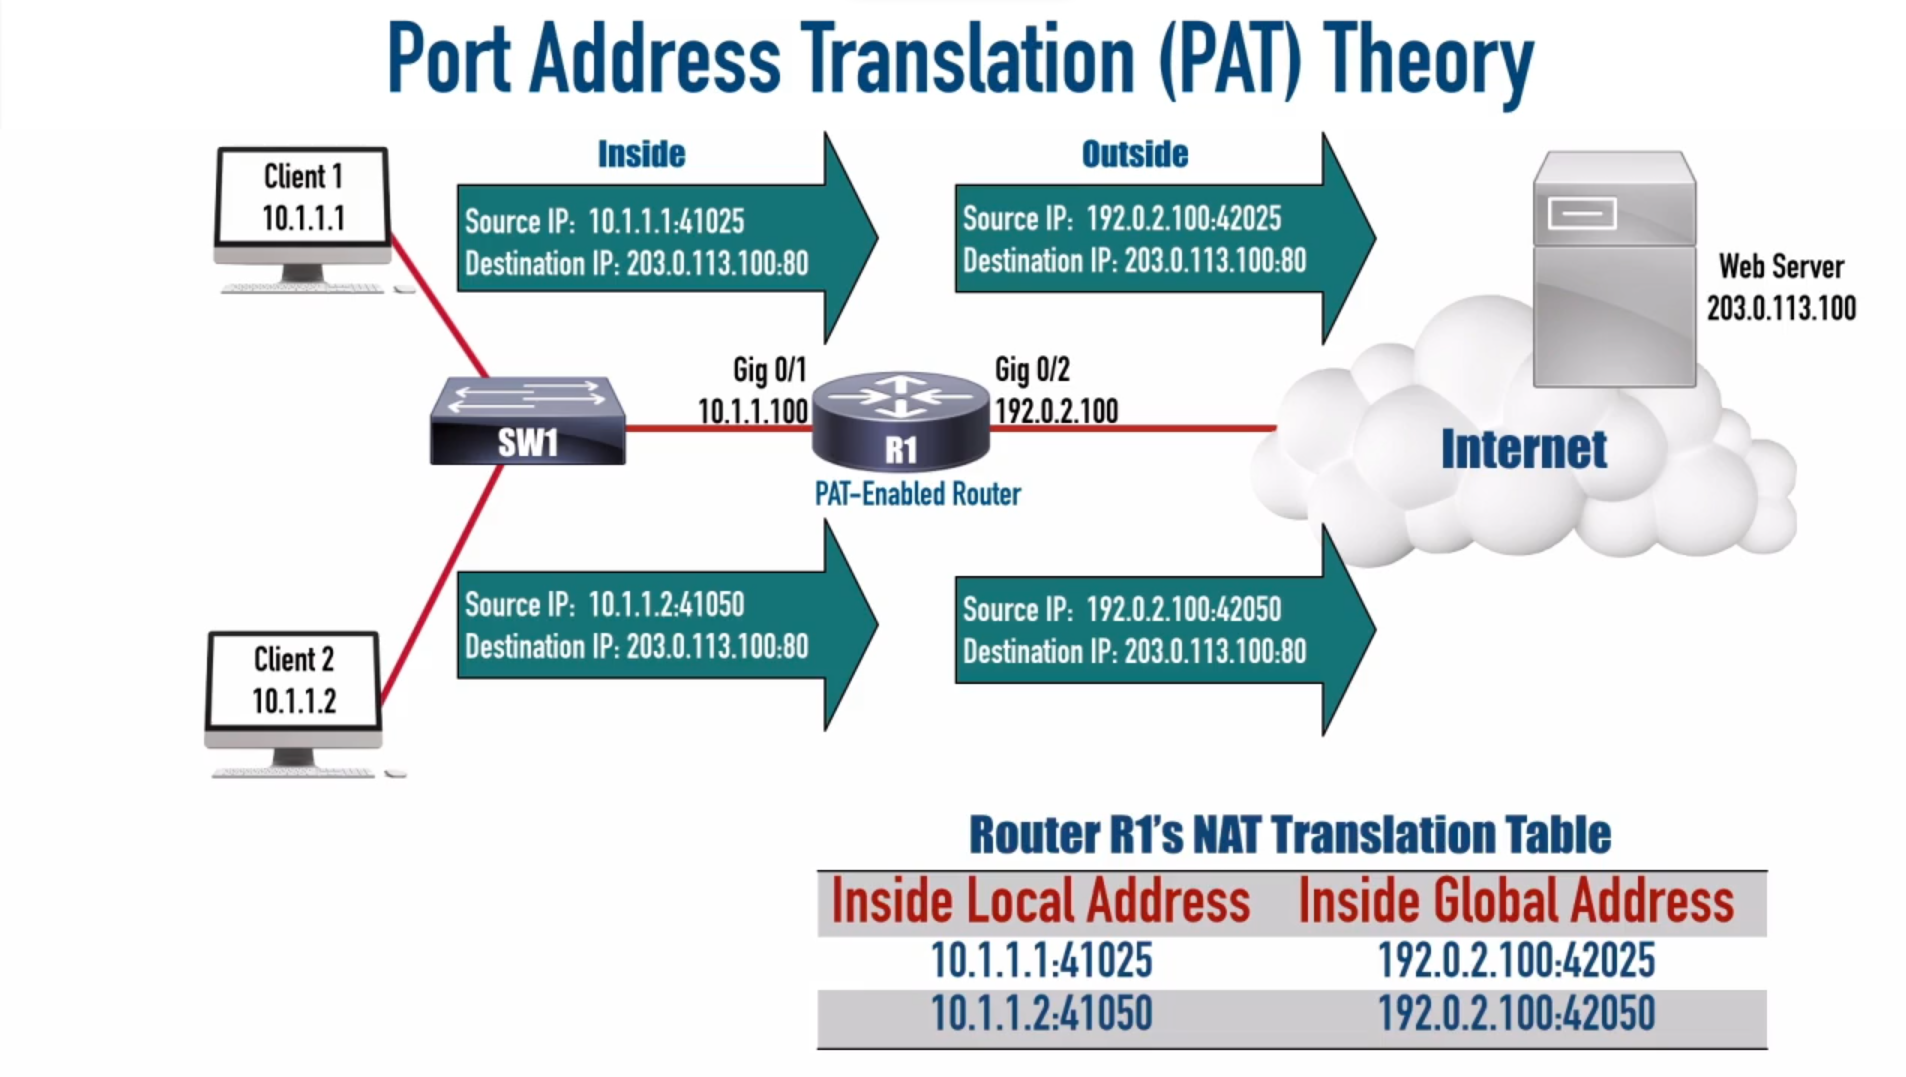 Port Address Translation (PAT) Theory
Client 1
10.1.1.1
Inside
Source IP: 10.1.1.1:41025
Destination IP: 203.0.113.100:80
Outside
Source IP: 192.0.2.100:42025
Destination IP: 203.0.113.100:80
Web Server
203.0.113.100
SW1
Gig 0/1
10.1.1.100
R1
PAT-Enabled Router
Gig 0/2
192.0.2.100
Internet
Client 2
10.1.1.2
Source IP: 10.1.1.2:41050
Destination IP: 203.0.113.100:80
Source IP: 192.0.2.100:42050
Destination IP: 203.0.113.100:80
Router R1's NAT Translation Table
Inside Local Address Inside Global Address
10.1.1.1:41025 192.0.2.100:42025
10.1.1.2:41050 192.0.2.100:42050